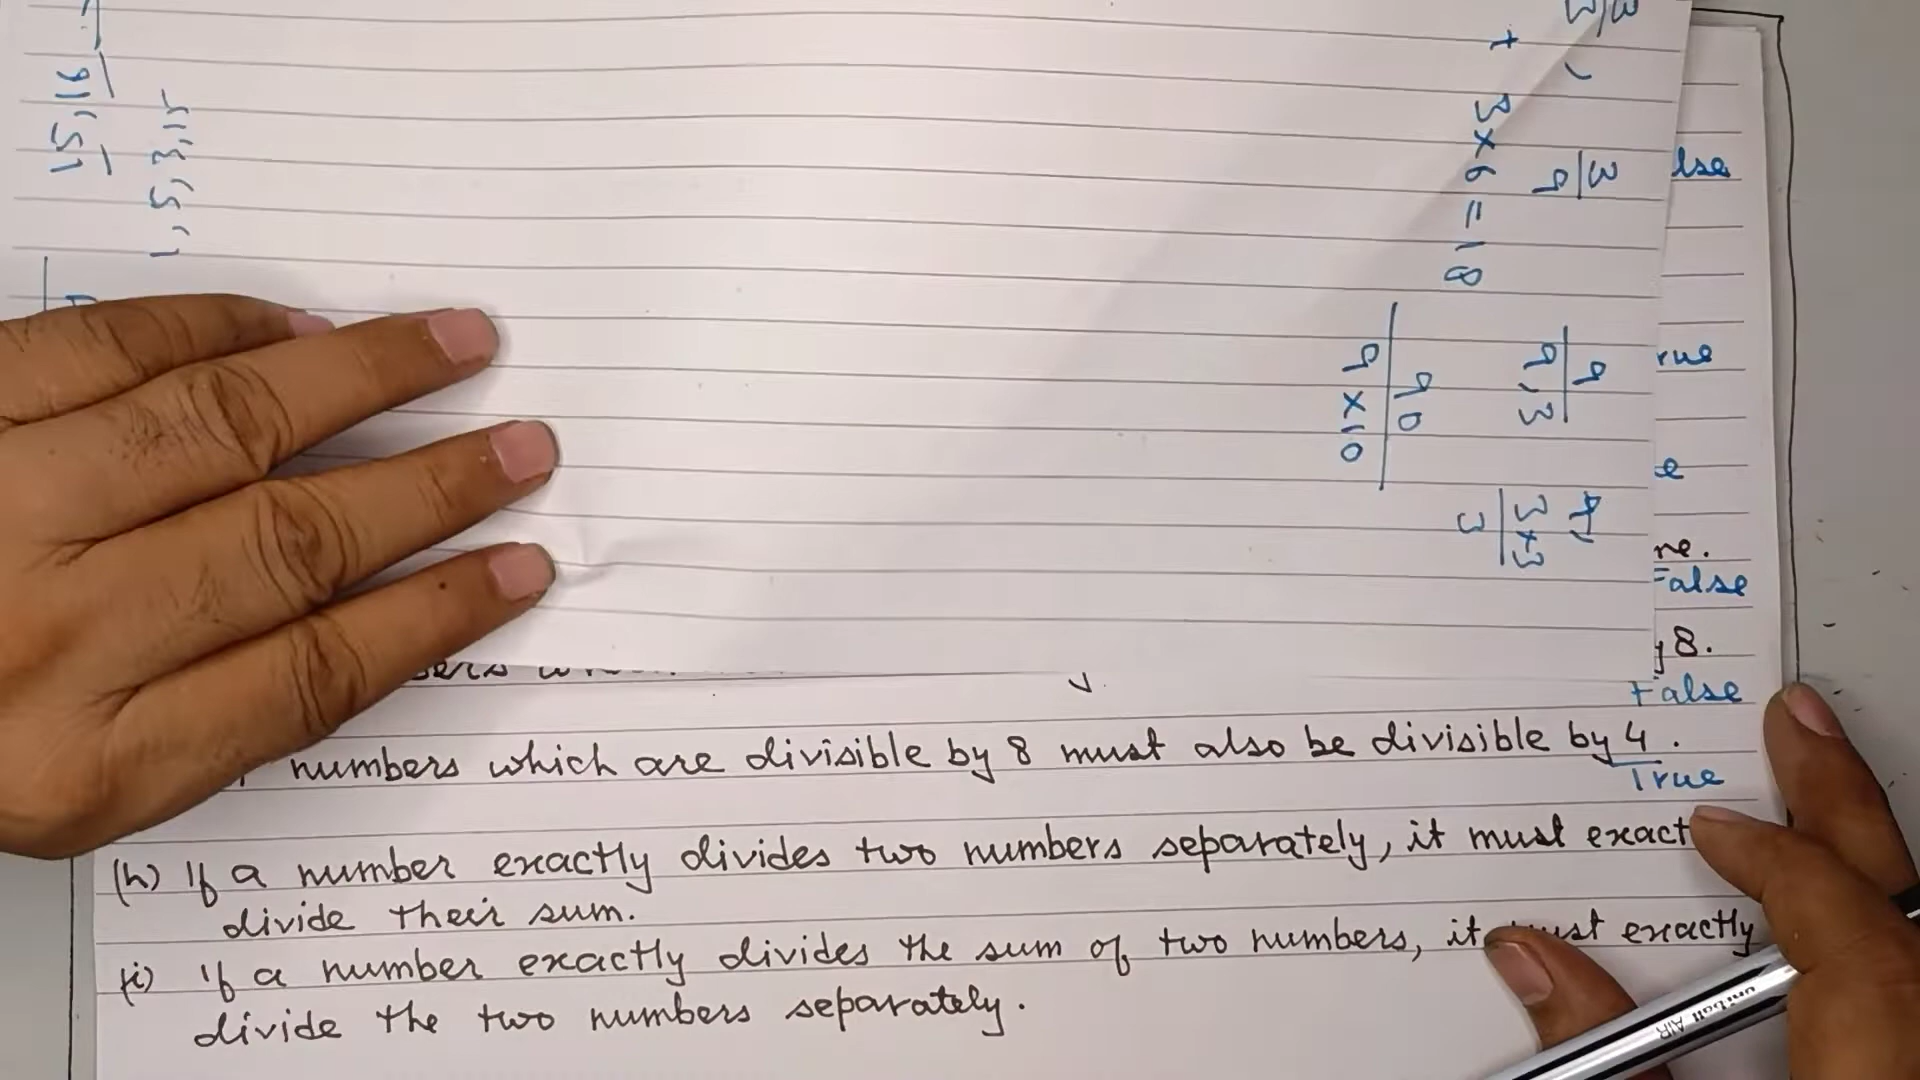 lse
rue
e
ne.
False
y 8.
False
numbers which are divisible by 8 must also be divisible by 4.
True
(h) If a number exactly divides two numbers separately, it must exact
divide their sum.
(i) If a number exactly divides the sum of two numbers, it must exactly
divide the two numbers separately.
+ 3×6=18
3
9
9
9,3
90
9×10
3
3×3
uniball AIR